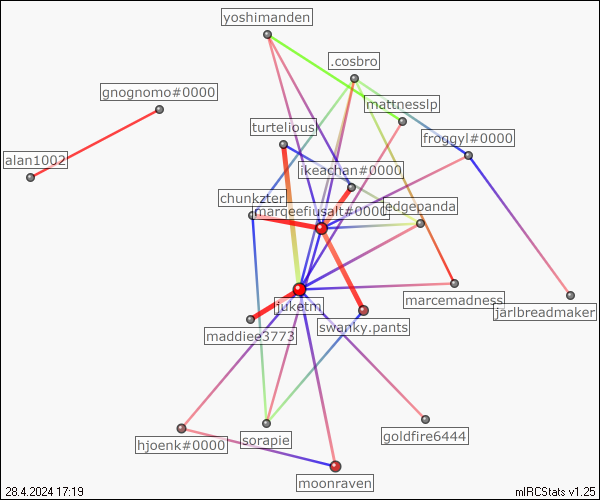 yoshimanden
.cosbro
gnognomo#0000
mattnesslp
turtelious
froggyl#0000
alan1002
ikeachan#0000
chunkzter
edgepanda
marqeefiusalt#0000
marcemadness
juketm
jarlbreadmaker
swanky.pants
maddiee3773
goldfire6444
sorapie
hjoenk#0000
moonraven
28.4.2024 17:19
mIRCStats v1.25